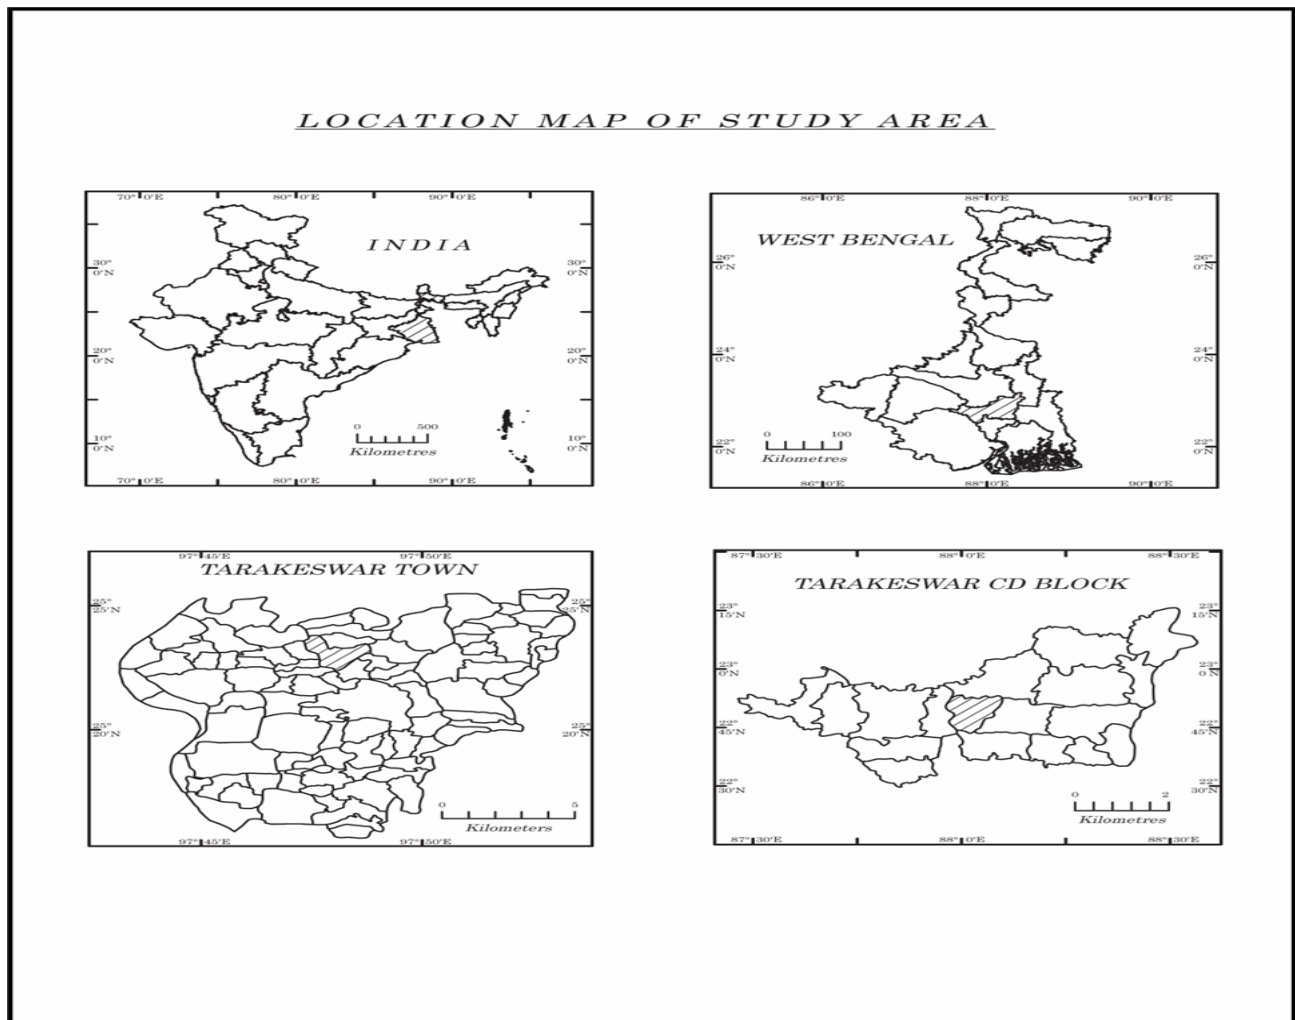 LOCATION MAP OF STUDY AREA
70° 0'E 80° 0'E 90° 0'E
INDIA
30° 0'N 30° 0'N
20° 0'N 20° 0'N
10° 0'N 10° 0'N
0 500
Kilometres
70° 0'E 80° 0'E 90° 0'E
86° 0'E 88° 0'E 90° 0'E
WEST BENGAL
26° 0'N 26° 0'N
24° 0'N 24° 0'N
22° 0'N 22° 0'N
0 100
Kilometres
86° 0'E 88° 0'E 90° 0'E
97° 45'E 97° 50'E
TARAKESWAR TOWN
25° 25'N 25° 25'N
25° 20'N 25° 20'N
0 5
Kilometers
97° 45'E 97° 50'E
87° 30'E 88° 0'E 88° 30'E
TARAKESWAR CD BLOCK
23° 15'N 23° 15'N
23° 0'N 23° 0'N
22° 45'N 22° 45'N
22° 30'N 22° 30'N
0 2
Kilometres
87° 30'E 88° 0'E 88° 30'E